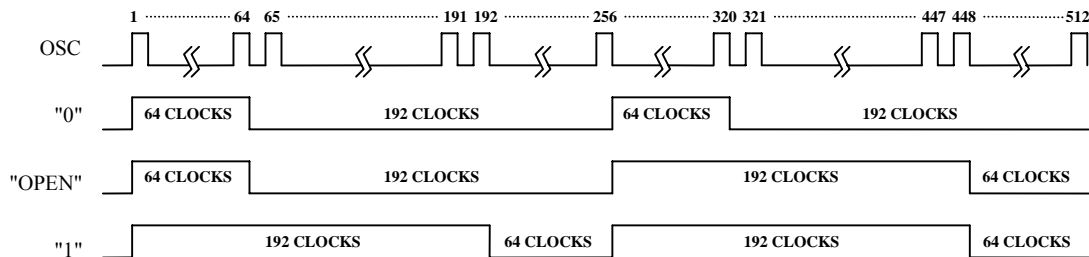 1 64 65 191 192 256 320 321 447 448 512
OSC
"0" 64 CLOCKS 192 CLOCKS 64 CLOCKS 192 CLOCKS
"OPEN" 64 CLOCKS 192 CLOCKS 192 CLOCKS 64 CLOCKS
"1" 192 CLOCKS 64 CLOCKS 192 CLOCKS 64 CLOCKS